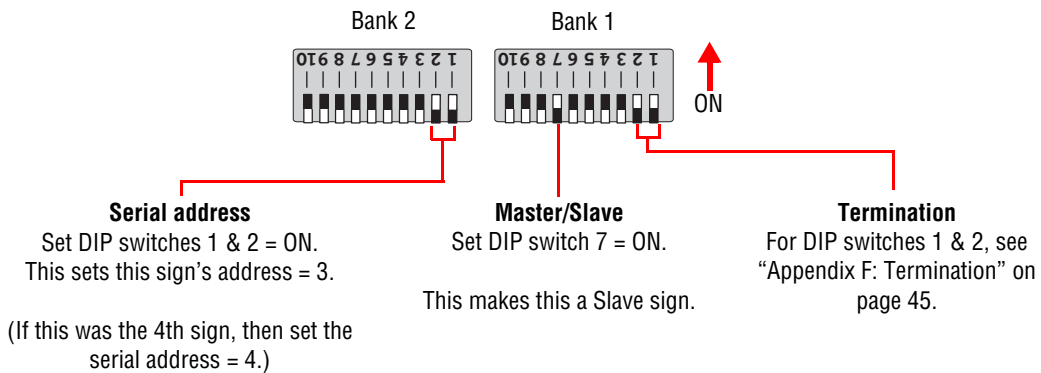 Bank 2
Bank 1
10 9 8 7 6 5 4 3 2 1
10 9 8 7 6 5 4 3 2 1
ON
Serial address
Set DIP switches 1 & 2 = ON.
This sets this sign’s address = 3.
(If this was the 4th sign, then set the
serial address = 4.)
Master/Slave
Set DIP switch 7 = ON.
This makes this a Slave sign.
Termination
For DIP switches 1 & 2, see
“Appendix F: Termination” on
page 45.